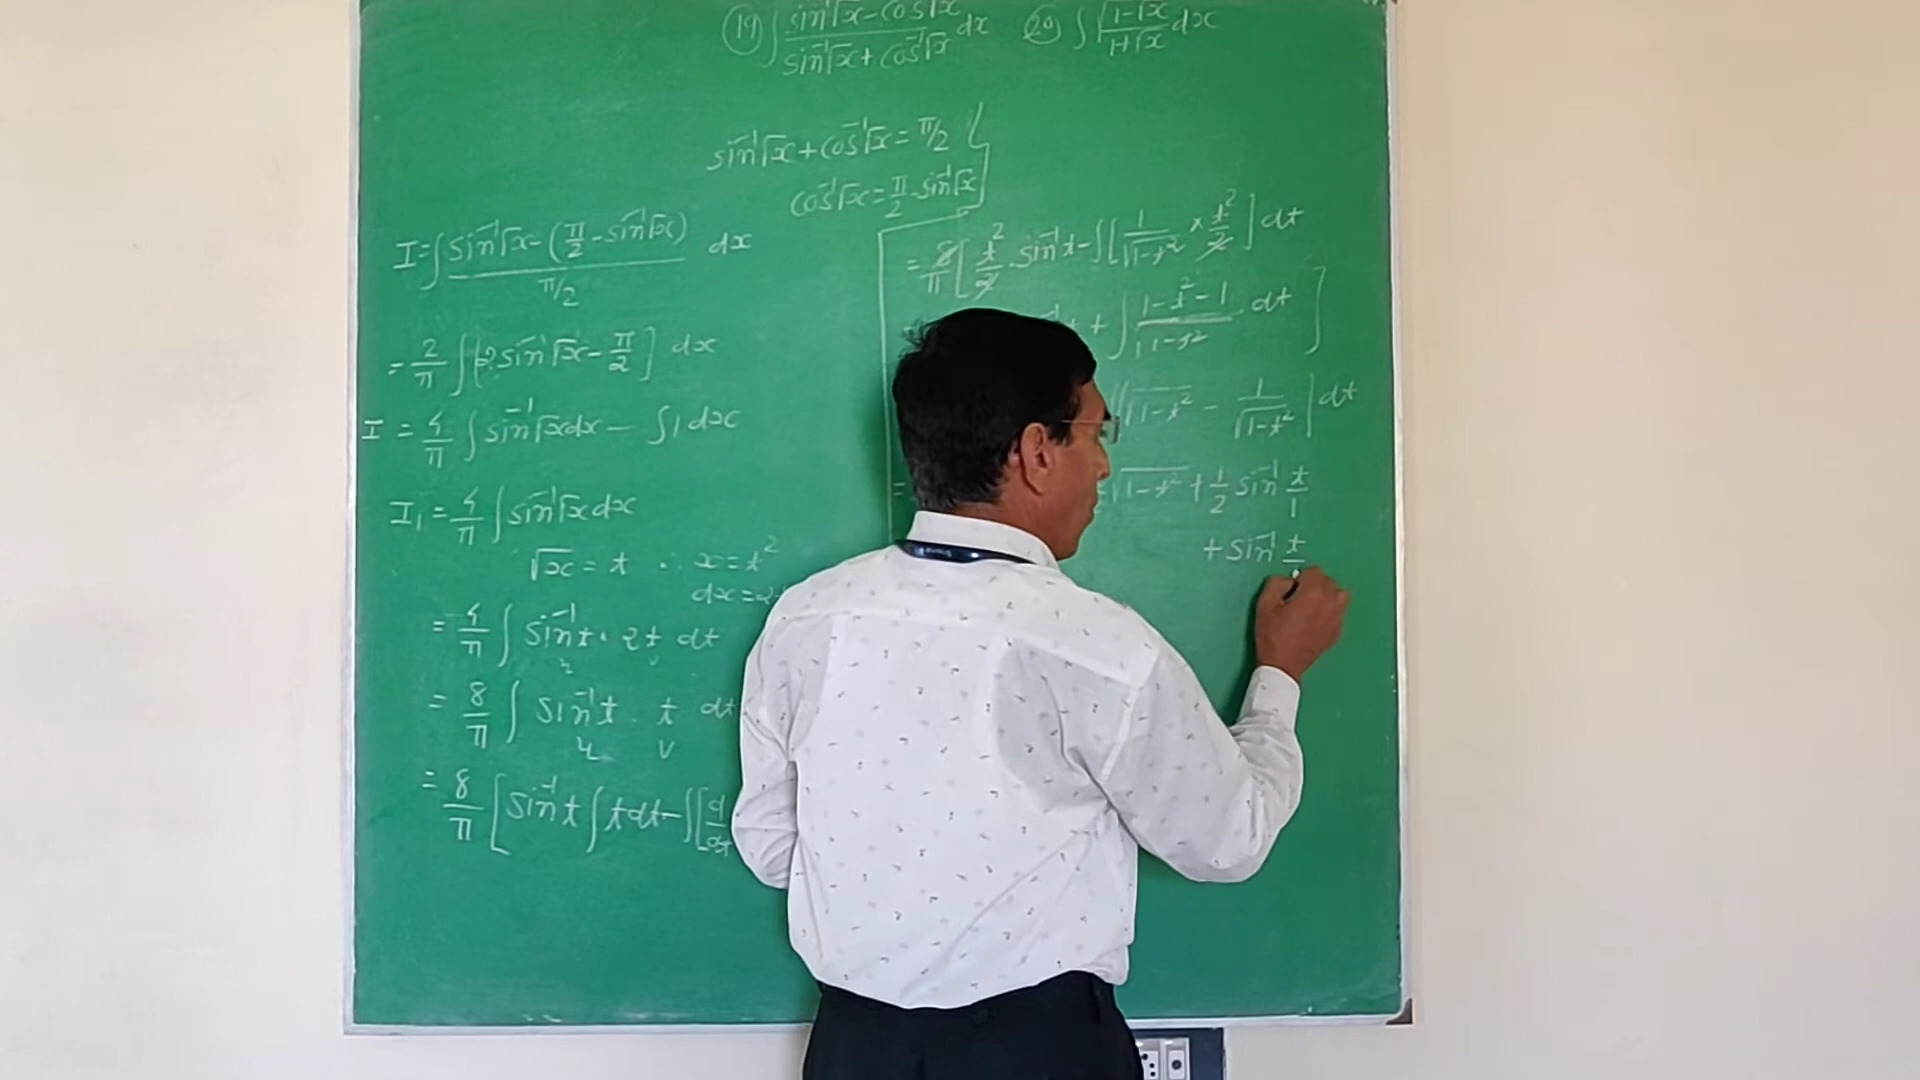 (19) ∫ sin⁻¹√x - cos⁻¹√x / sin⁻¹√x + cos⁻¹√x dx (20) ∫ √(1-√x / 1+√x) dx
sin⁻¹√x + cos⁻¹√x = π/2
cos⁻¹√x = π/2 - sin⁻¹√x
I = ∫ sin⁻¹√x - (π/2 - sin⁻¹√x) / π/2 dx
= 2/π ∫ [2 sin⁻¹√x - π/2] dx
I = 4/π ∫ sin⁻¹√x dx - ∫ 1 dx
I₁ = 4/π ∫ sin⁻¹√x dx
√x = t ∴ x = t²
dx = 2
= 4/π ∫ sin⁻¹t · 2t dt
= 8/π ∫ sin⁻¹t · t dt
u v
= 8/π [ sin⁻¹t ∫ t dt - ∫ [ d/dt
= 8/π [ t²/2 · sin⁻¹t - ∫ [ 1/√1-t² × t²/2 ] dt
+ ∫ 1-t²-1 / √1-t² · dt ]
√1-t² - 1/√1-t² ] dt
√1-t² + 1/2 sin⁻¹ t/1
+ sin⁻¹ t